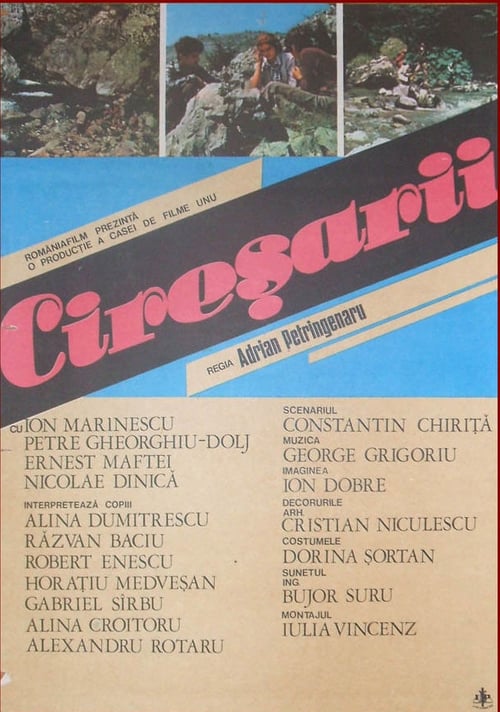 ROMÂNIAFILM PREZINTĂ
O PRODUCȚIE A CASEI DE FILME UNU
Cireșarii
REGIA Adrian Petringenaru
CU ION MARINESCU
PETRE GHEORGHIU-DOLJ
ERNEST MAFTEI
NICOLAE DINICĂ
INTERPRETEAZĂ COPIII
ALINA DUMITRESCU
RĂZVAN BACIU
ROBERT ENESCU
HORAȚIU MEDVEȘAN
GABRIEL SÎRBU
ALINA CROITORU
ALEXANDRU ROTARU
SCENARIUL
CONSTANTIN CHIRIȚĂ
MUZICA
GEORGE GRIGORIU
IMAGINEA
ION DOBRE
DECORURILE
ARH.
CRISTIAN NICULESCU
COSTUMELE
DORINA ȘORTAN
SUNETUL
ING.
BUJOR SURU
MONTAJUL
IULIA VINCENZ